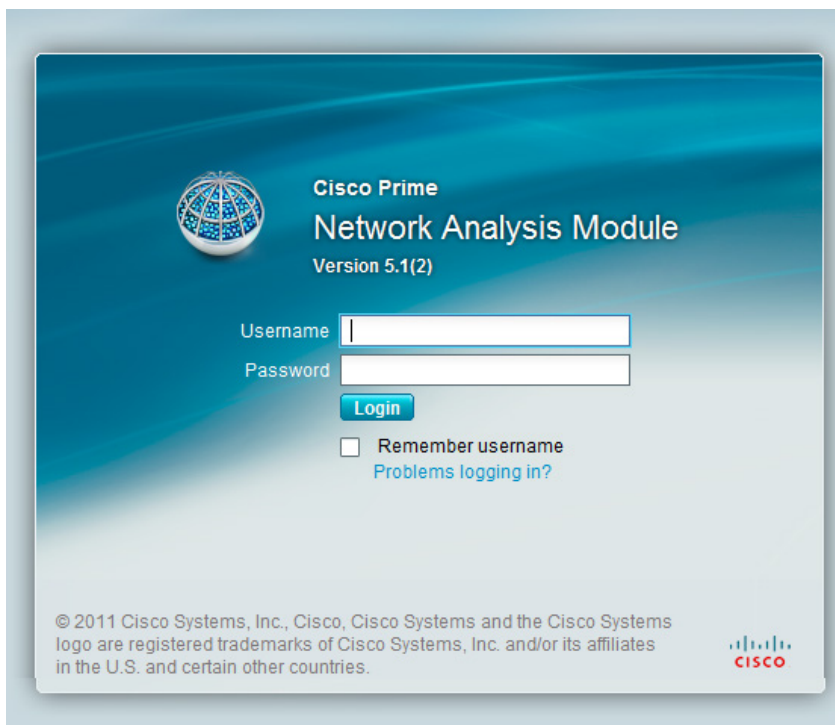 Cisco Prime
Network Analysis Module
Version 5.1(2)
Username
Password
Login
Remember username
Problems logging in?
© 2011 Cisco Systems, Inc., Cisco, Cisco Systems and the Cisco Systems
logo are registered trademarks of Cisco Systems, Inc. and/or its affiliates
in the U.S. and certain other countries.
CISCO